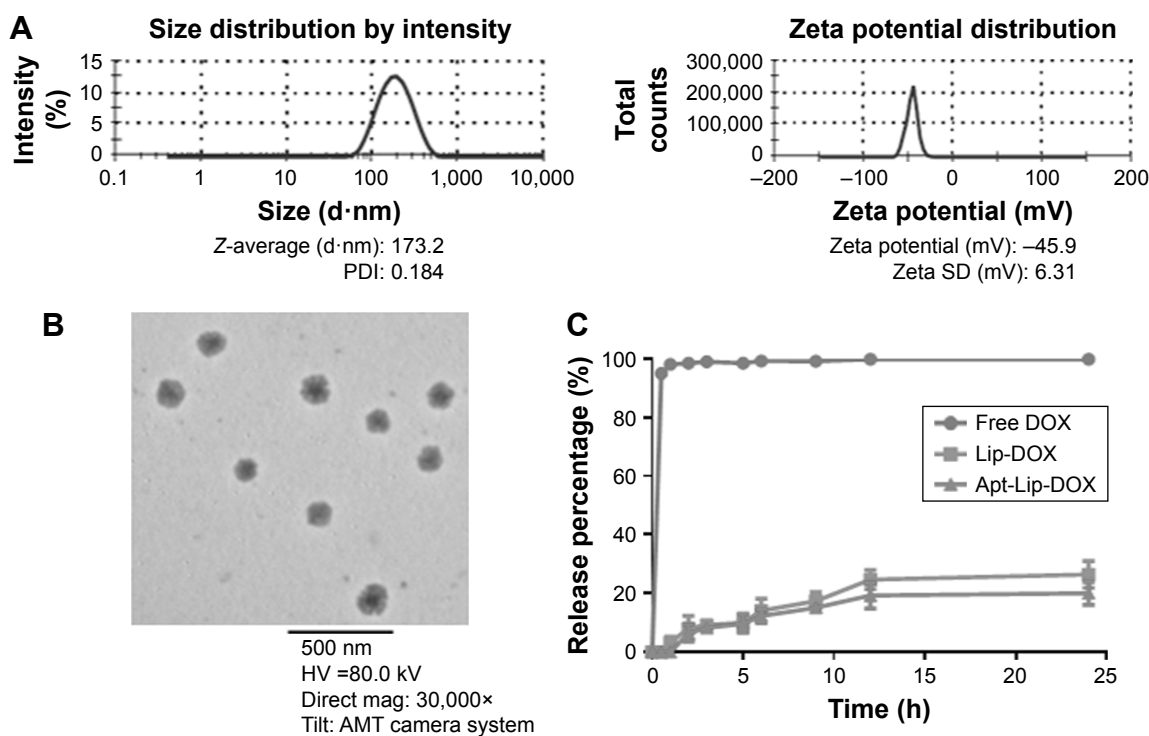 A
Size distribution by intensity
Intensity
(%)
15
10
5
0
0.1 1 10 100 1,000 10,000
Size (d·nm)
Z-average (d·nm): 173.2
PDI: 0.184
Zeta potential distribution
Total
counts
300,000
200,000
100,000
0
–200 –100 0 100 200
Zeta potential (mV)
Zeta potential (mV): –45.9
Zeta SD (mV): 6.31
B
500 nm
HV =80.0 kV
Direct mag: 30,000×
Tilt: AMT camera system
C
Release percentage (%)
100
80
60
40
20
0
Free DOX
Lip-DOX
Apt-Lip-DOX
0 5 10 15 20 25
Time (h)